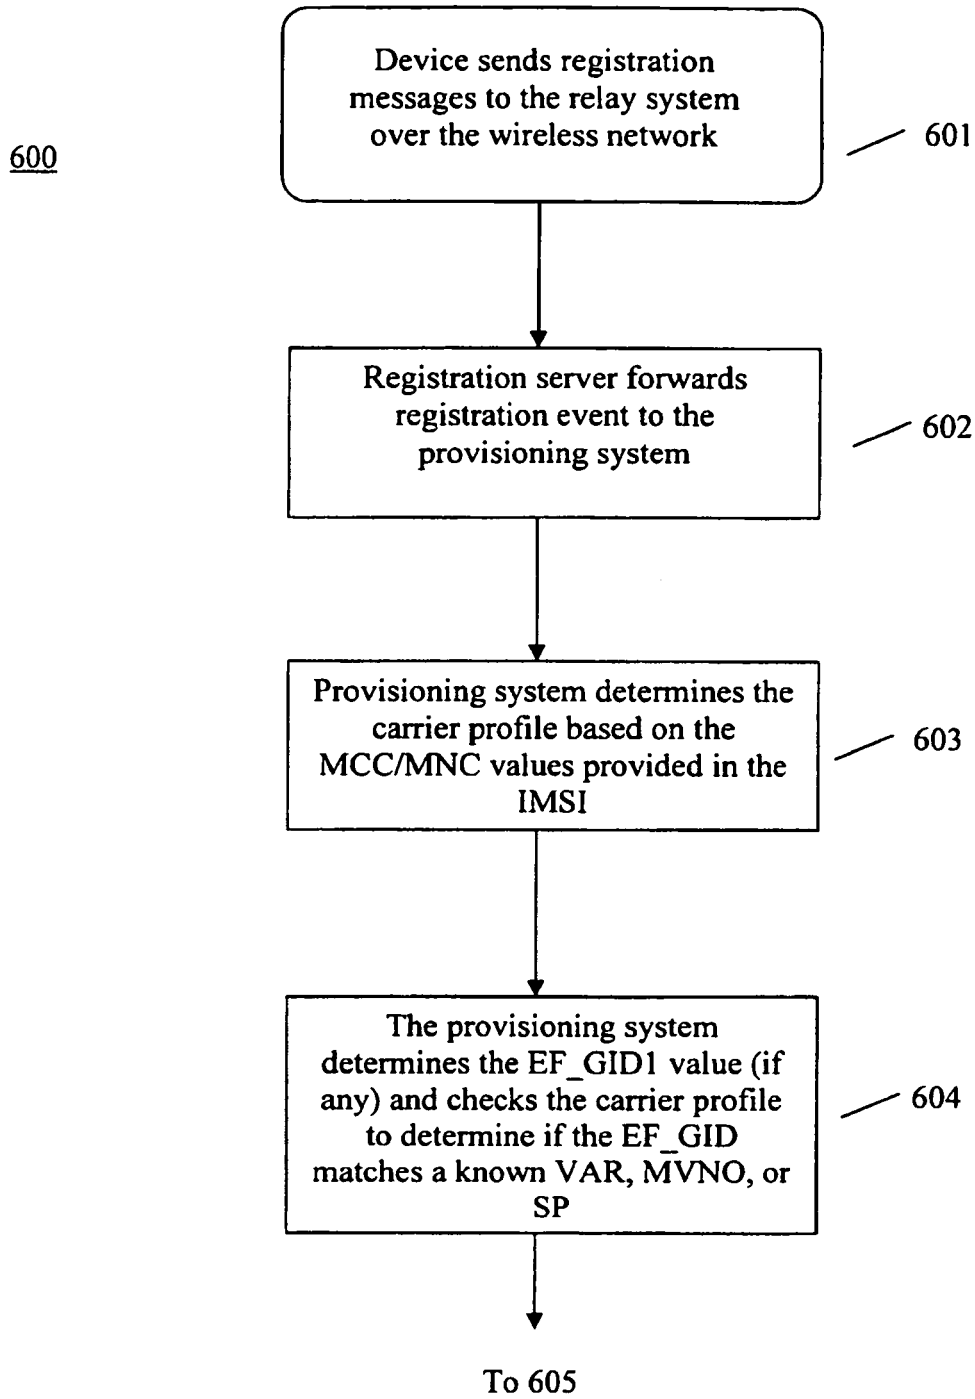 600
Device sends registration
messages to the relay system
over the wireless network
601
Registration server forwards
registration event to the
provisioning system
602
Provisioning system determines the
carrier profile based on the
MCC/MNC values provided in the
IMSI
603
The provisioning system
determines the EF_GID1 value (if
any) and checks the carrier profile
to determine if the EF_GID
matches a known VAR, MVNO, or
SP
604
To 605